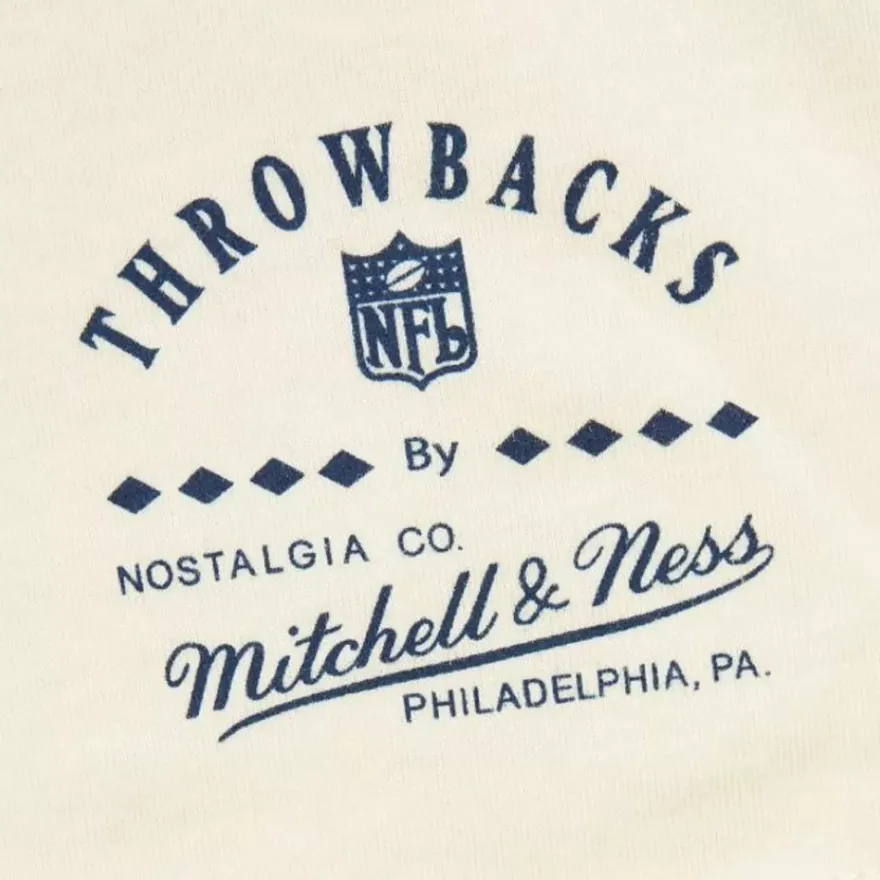 THROWBACKS
NFL
By
NOSTALGIA CO.
Mitchell & Ness
PHILADELPHIA, PA.